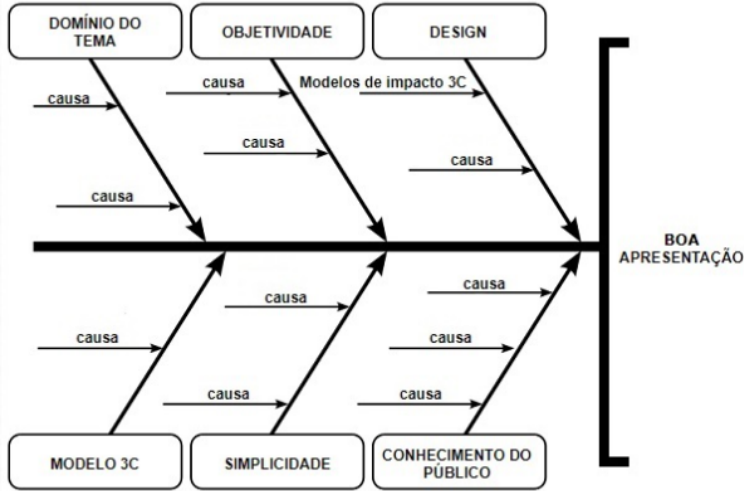 DOMÍNIO DO
TEMA
OBJETIVIDADE
DESIGN
causa
Modelos de impacto 3C
causa
causa
causa
causa
BOA
APRESENTAÇÃO
causa
causa
causa
causa
causa
causa
MODELO 3C
SIMPLICIDADE
CONHECIMENTO DO
PÚBLICO